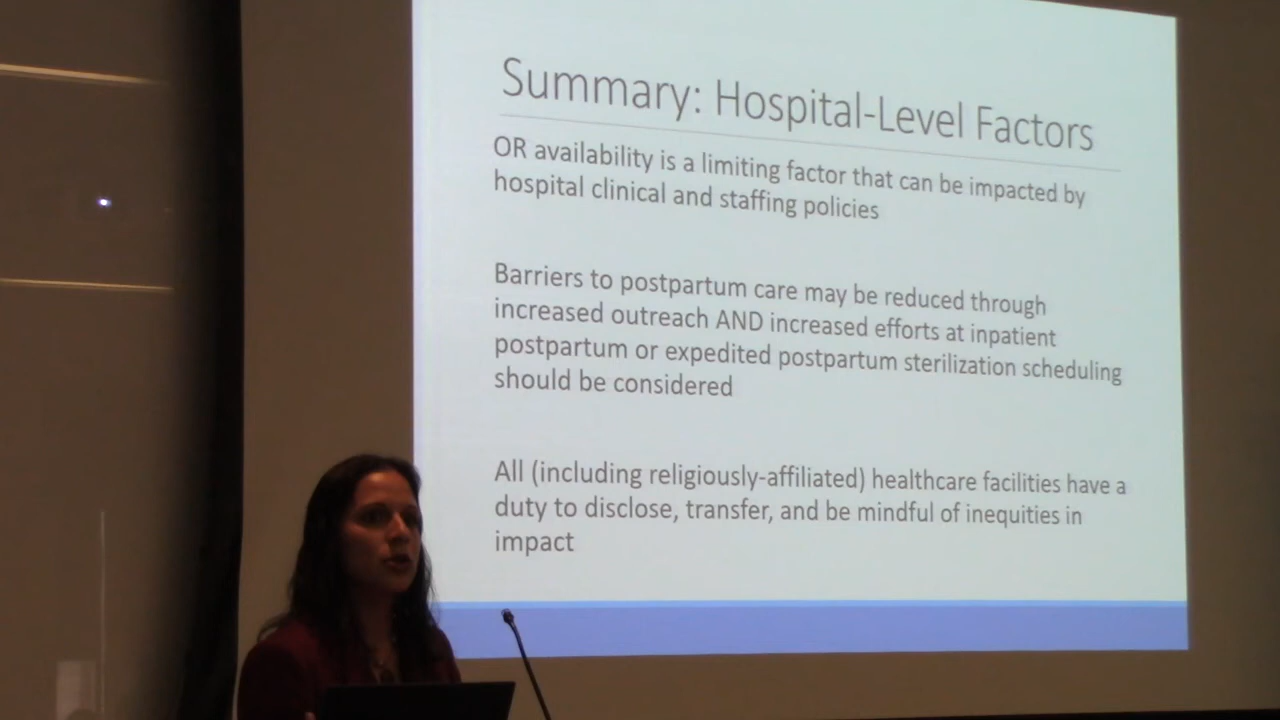 Summary: Hospital-Level Factors
OR availability is a limiting factor that can be impacted by
hospital clinical and staffing policies
Barriers to postpartum care may be reduced through
increased outreach AND increased efforts at inpatient
postpartum or expedited postpartum sterilization scheduling
should be considered
All (including religiously-affiliated) healthcare facilities have a
duty to disclose, transfer, and be mindful of inequities in
impact